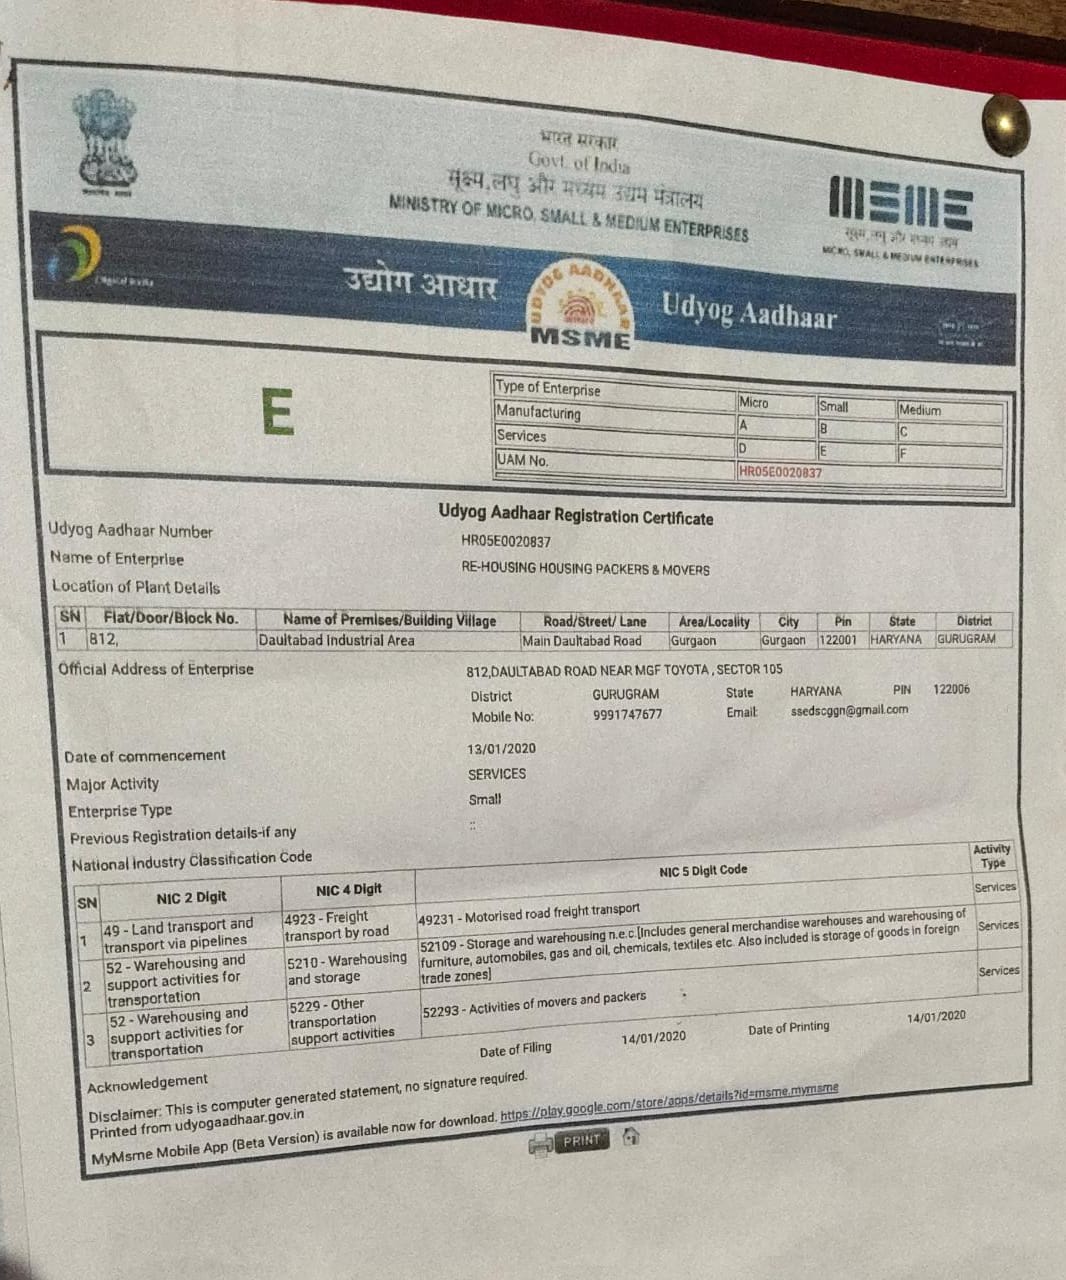 भारत सरकार
Govt. of India
सूक्ष्म, लघु और मध्यम उद्यम मंत्रालय
MINISTRY OF MICRO, SMALL & MEDIUM ENTERPRISES
MSME
सूक्ष्म, लघु और मध्यम उद्यम
MICRO, SMALL & MEDIUM ENTERPRISES
Digital India
उद्योग आधार
UDYOG AADHAAR
MSME
Udyog Aadhaar
E
Type of Enterprise Micro Small Medium
Manufacturing A B C
Services D E F
UAM No. HR05E0020837
Udyog Aadhaar Registration Certificate
Udyog Aadhaar Number HR05E0020837
Name of Enterprise RE-HOUSING HOUSING PACKERS & MOVERS
Location of Plant Details
SN Flat/Door/Block No. Name of Premises/Building Village Road/Street/ Lane Area/Locality City Pin State District
1 812, Daultabad Industrial Area Main Daultabad Road Gurgaon Gurgaon 122001 HARYANA GURUGRAM
Official Address of Enterprise 812,DAULTABAD ROAD NEAR MGF TOYOTA , SECTOR 105
District GURUGRAM State HARYANA PIN 122006
Mobile No: 9991747677 Email: ssedscggn@gmail.com
Date of commencement 13/01/2020
Major Activity SERVICES
Enterprise Type Small
Previous Registration details-if any ::
National Industry Classification Code
SN NIC 2 Digit NIC 4 Digit NIC 5 Digit Code Activity Type
1 49 - Land transport and transport via pipelines 4923 - Freight transport by road 49231 - Motorised road freight transport Services
2 52 - Warehousing and support activities for transportation 5210 - Warehousing and storage 52109 - Storage and warehousing n.e.c.[Includes general merchandise warehouses and warehousing of furniture, automobiles, gas and oil, chemicals, textiles etc. Also included is storage of goods in foreign trade zones] Services
3 52 - Warehousing and support activities for transportation 5229 - Other transportation support activities 52293 - Activities of movers and packers Services
Date of Filing 14/01/2020 Date of Printing 14/01/2020
Acknowledgement
Disclaimer: This is computer generated statement, no signature required.
Printed from udyogaadhaar.gov.in
MyMsme Mobile App (Beta Version) is available now for download. https://play.google.com/store/apps/details?id=msme.mymsme
PRINT